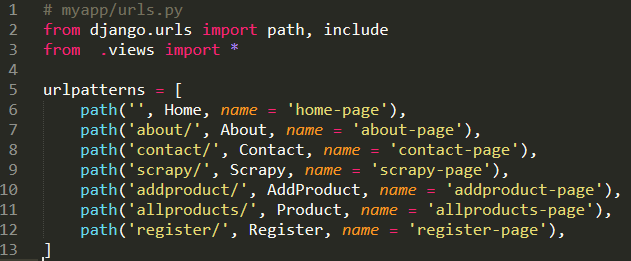 1 # myapp/urls.py
2 from django.urls import path, include
3 from  .views import *
4
5 urlpatterns = [
6     path('', Home, name = 'home-page'),
7     path('about/', About, name = 'about-page'),
8     path('contact/', Contact, name = 'contact-page'),
9     path('scrapy/', Scrapy, name = 'scrapy-page'),
10     path('addproduct/', AddProduct, name = 'addproduct-page'),
11     path('allproducts/', Product, name = 'allproducts-page'),
12     path('register/', Register, name = 'register-page'),
13 ]